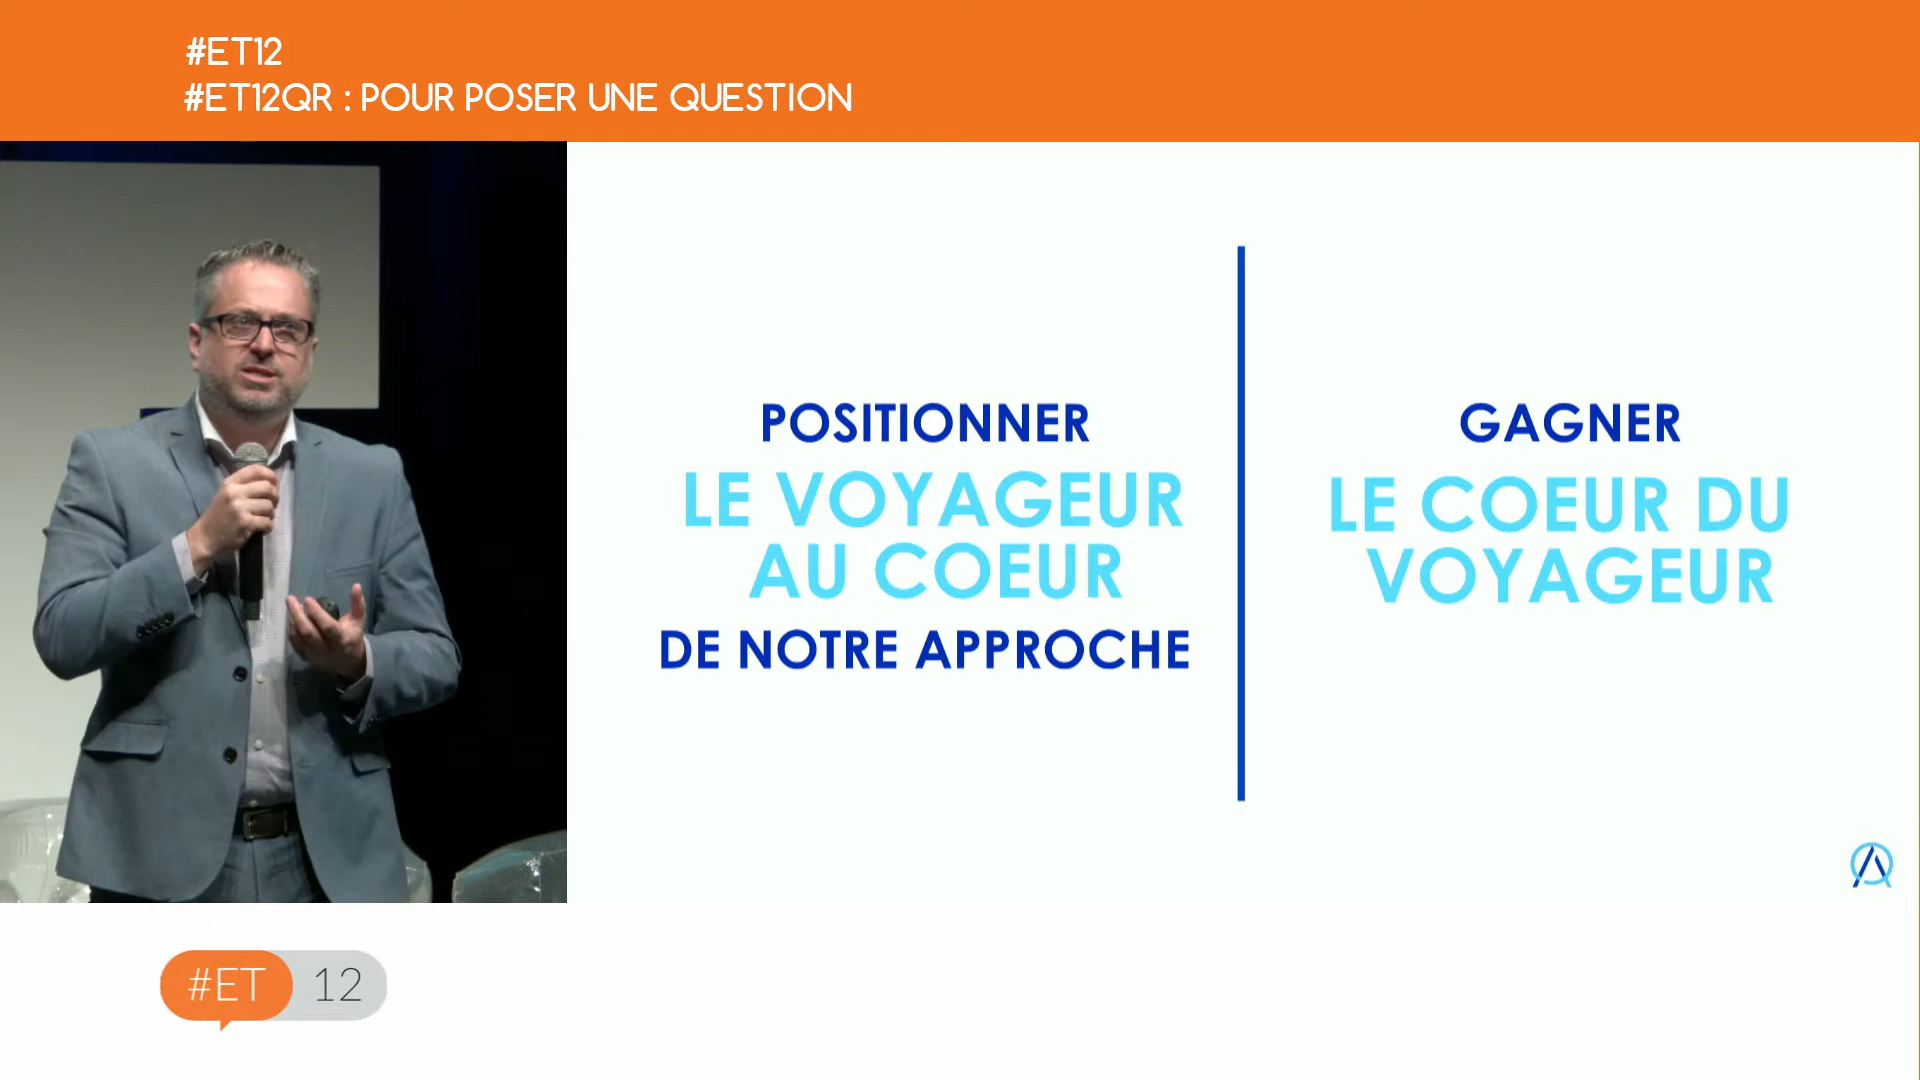 #ET12
#ET12QR : POUR POSER UNE QUESTION
POSITIONNER
LE VOYAGEUR
AU COEUR
DE NOTRE APPROCHE
GAGNER
LE COEUR DU
VOYAGEUR
#ET 12